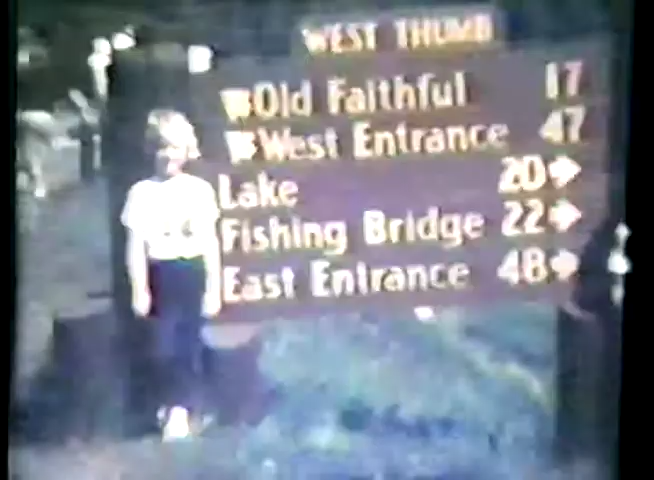 WEST THUMB
Old Faithful 17
West Entrance 47
Lake 20
Fishing Bridge 22
East Entrance 48